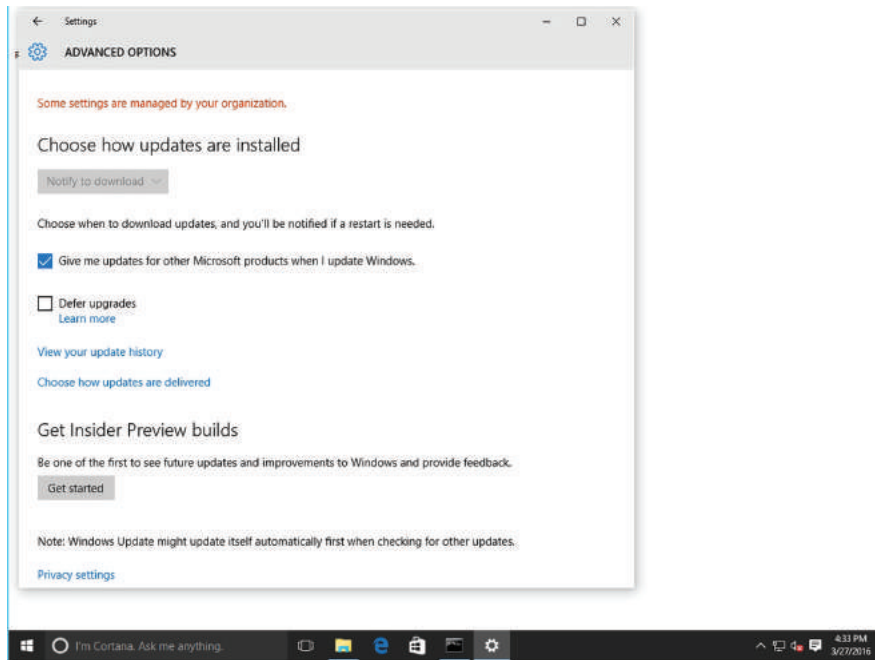 Settings
ADVANCED OPTIONS
Some settings are managed by your organization.
Choose how updates are installed
Notify to download
Choose when to download updates, and you'll be notified if a restart is needed.
Give me updates for other Microsoft products when I update Windows.
Defer upgrades
Learn more
View your update history
Choose how updates are delivered
Get Insider Preview builds
Be one of the first to see future updates and improvements to Windows and provide feedback.
Get started
Note: Windows Update might update itself automatically first when checking for other updates.
Privacy settings
I'm Cortana. Ask me anything.
4:33 PM
3/27/2016